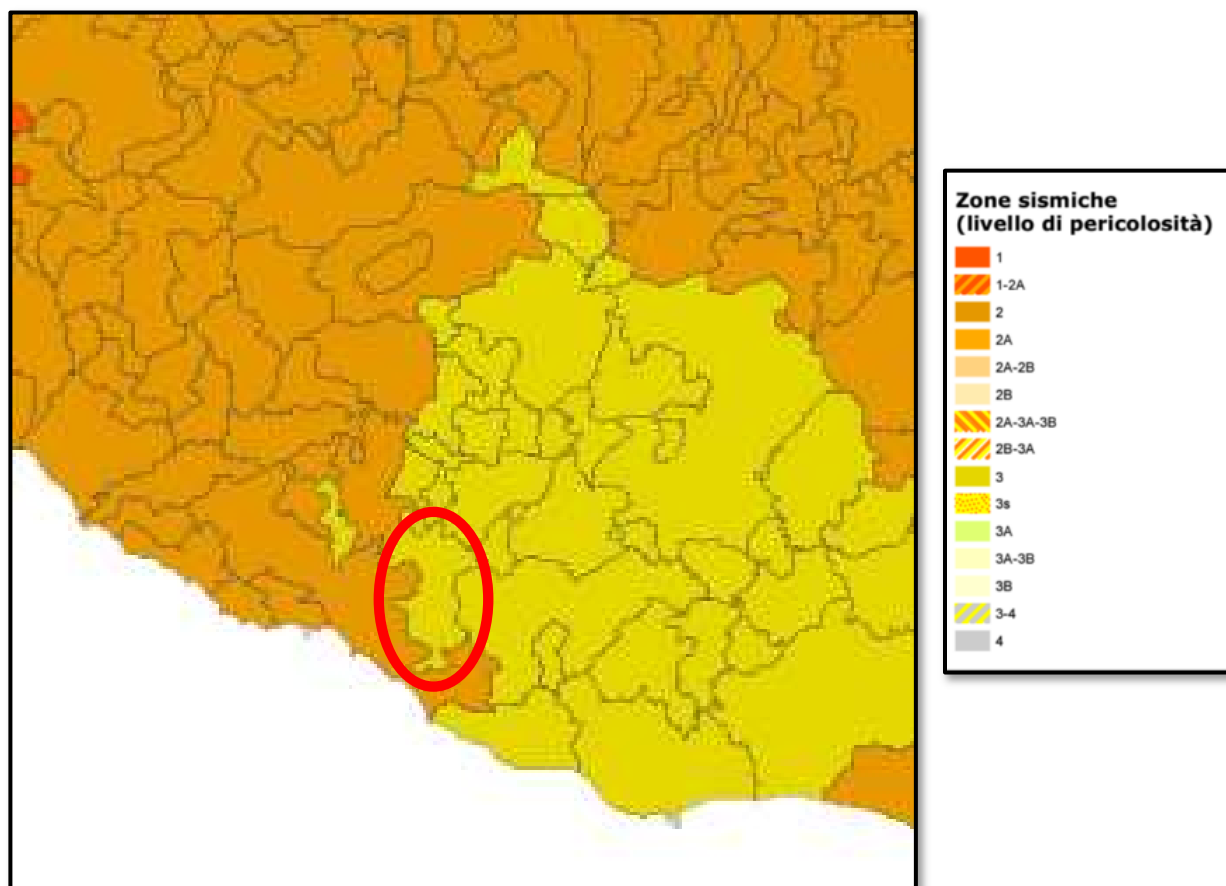 Zone sismiche
(livello di pericolosità)
1
1-2A
2
2A
2A-2B
2B
2A-3A-3B
2B-3A
3
3s
3A
3A-3B
3B
3-4
4